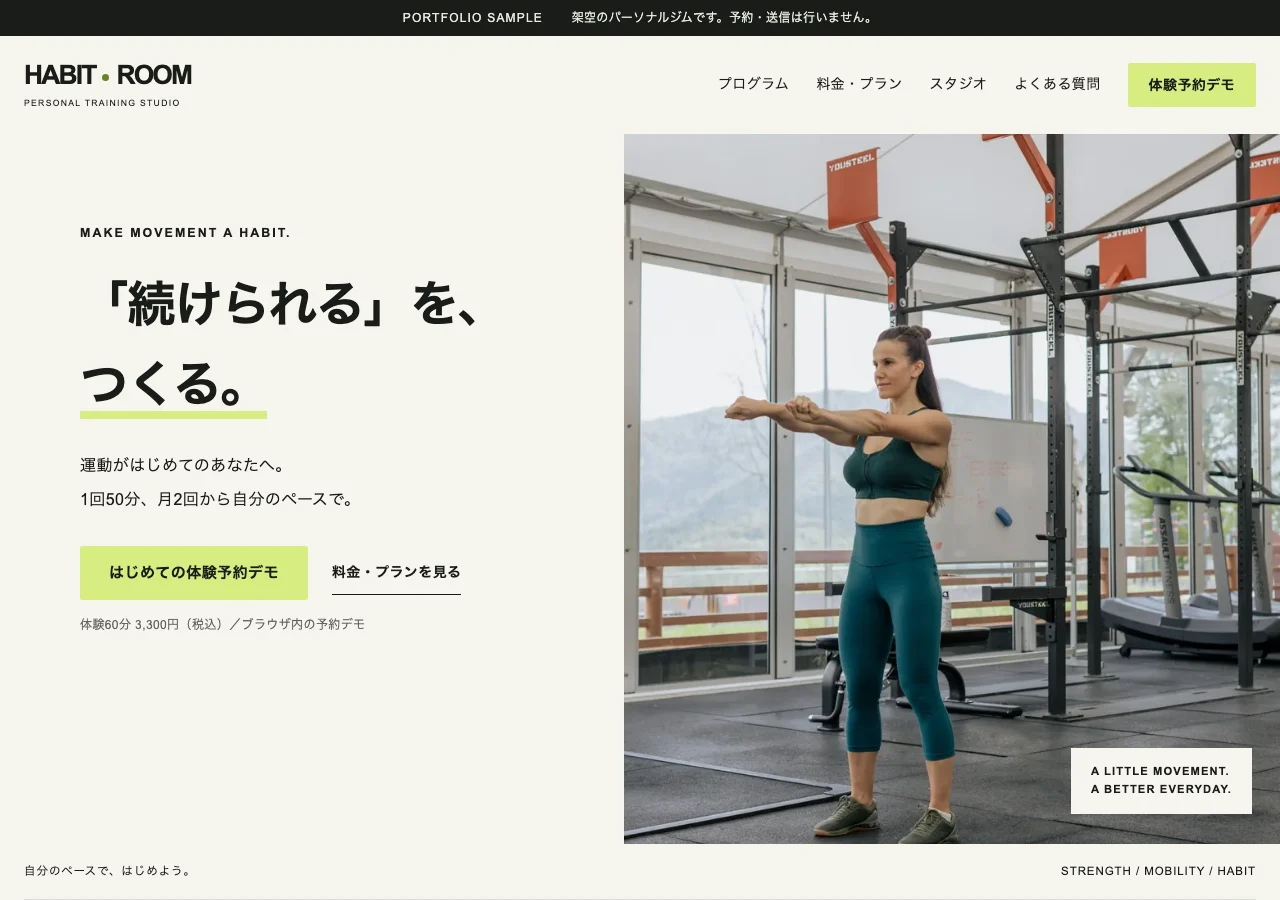 PORTFOLIO SAMPLE 架空のパーソナルジムです。予約・送信は行いません。
HABIT • ROOM
PERSONAL TRAINING STUDIO
プログラム 料金・プラン スタジオ よくある質問 体験予約デモ
MAKE MOVEMENT A HABIT.
「続けられる」を、
つくる。
運動がはじめてのあなたへ。
1回50分、月2回から自分のペースで。
はじめての体験予約デモ 料金・プランを見る
体験60分 3,300円（税込）／ブラウザ内の予約デモ
YOUSTEEL
YOUSTEEL
YOUSTEEL
YOUSTEEL
YOUSTEEL
ASSAULT
A LITTLE MOVEMENT.
A BETTER EVERYDAY.
自分のペースで、はじめよう。
STRENGTH / MOBILITY / HABIT